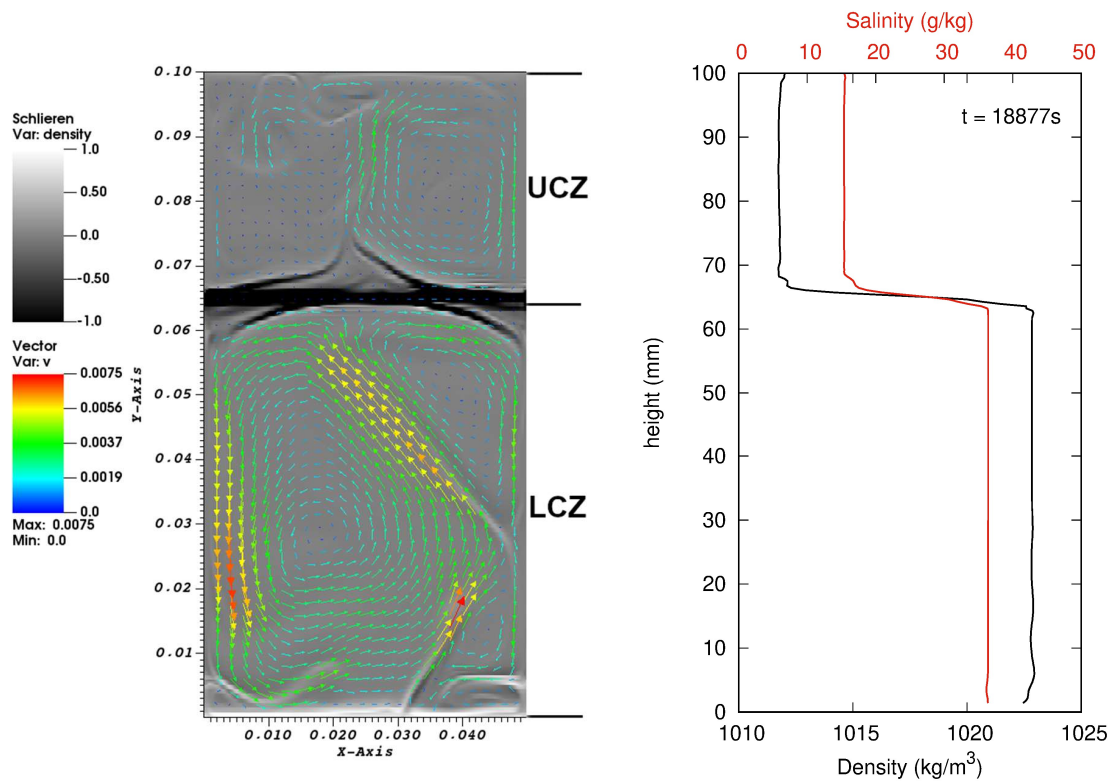 Schlieren
Var: density
1.0
0.50
0.0
-0.50
-1.0
Vector
Var: v
0.0075
0.0056
0.0037
0.0019
0.0
Max: 0.0075
Min: 0.0
0.10
0.09
0.08
0.07
0.06
0.05
0.04
0.03
0.02
0.01
Y-Axis
0.010 0.020 0.030 0.040
X-Axis
UCZ
LCZ
Salinity (g/kg)
0 10 20 30 40 50
t = 18877s
100
90
80
70
60
50
40
30
20
10
0
height (mm)
1010 1015 1020 1025
Density (kg/m³)